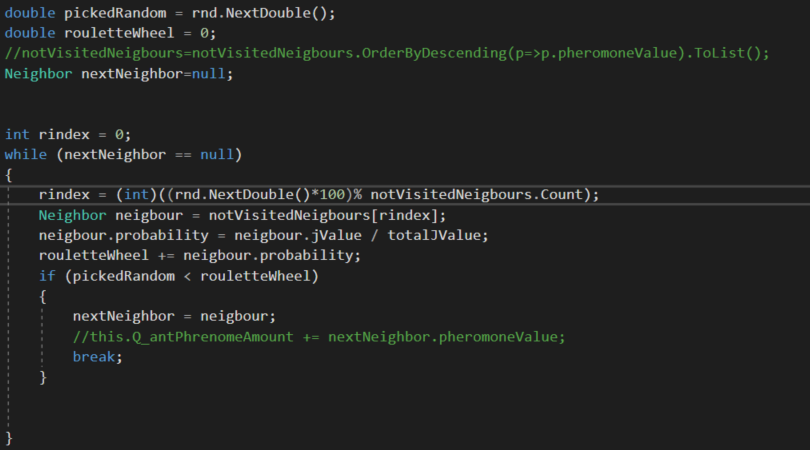 double pickedRandom = rnd.NextDouble();
double rouletteWheel = 0;
//notVisitedNeigbours=notVisitedNeigbours.OrderByDescending(p=>p.pheromoneValue).ToList();
Neighbor nextNeighbor=null;
int rindex = 0;
while (nextNeighbor == null)
{
rindex = (int)((rnd.NextDouble()*100)% notVisitedNeigbours.Count);
Neighbor neigbour = notVisitedNeigbours[rindex];
neigbour.probability = neigbour.jValue / totalJValue;
rouletteWheel += neigbour.probability;
if (pickedRandom < rouletteWheel)
{
nextNeighbor = neigbour;
//this.Q_antPhrenomeAmount += nextNeighbor.pheromoneValue;
break;
}
}